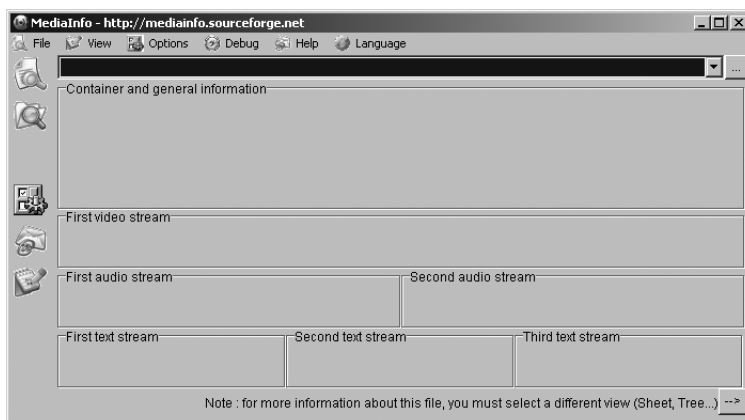 MediaInfo - http://mediainfo.sourceforge.net
File View Options Debug Help Language
...
Container and general information
First video stream
First audio stream Second audio stream
First text stream Second text stream Third text stream
Note : for more information about this file, you must select a different view (Sheet, Tree...) -->